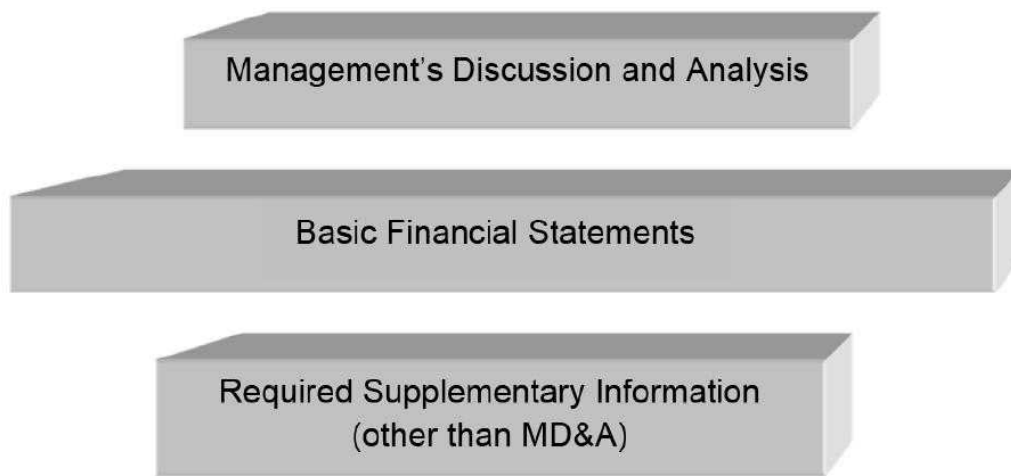 Management’s Discussion and Analysis
Basic Financial Statements
Required Supplementary Information
(other than MD&A)